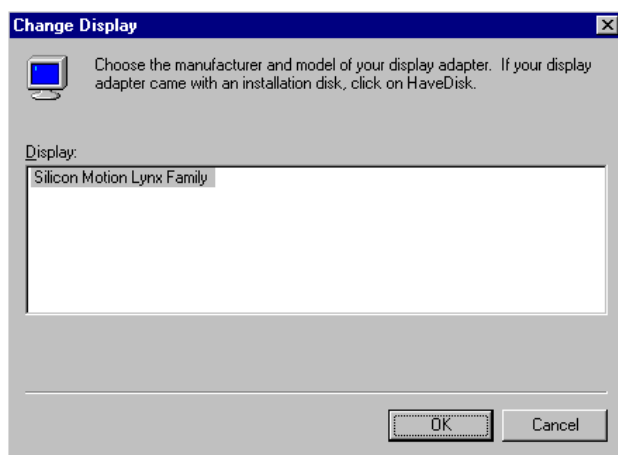 Change Display
Choose the manufacturer and model of your display adapter. If your display
adapter came with an installation disk, click on HaveDisk.
Display:
Silicon Motion Lynx Family
OK
Cancel